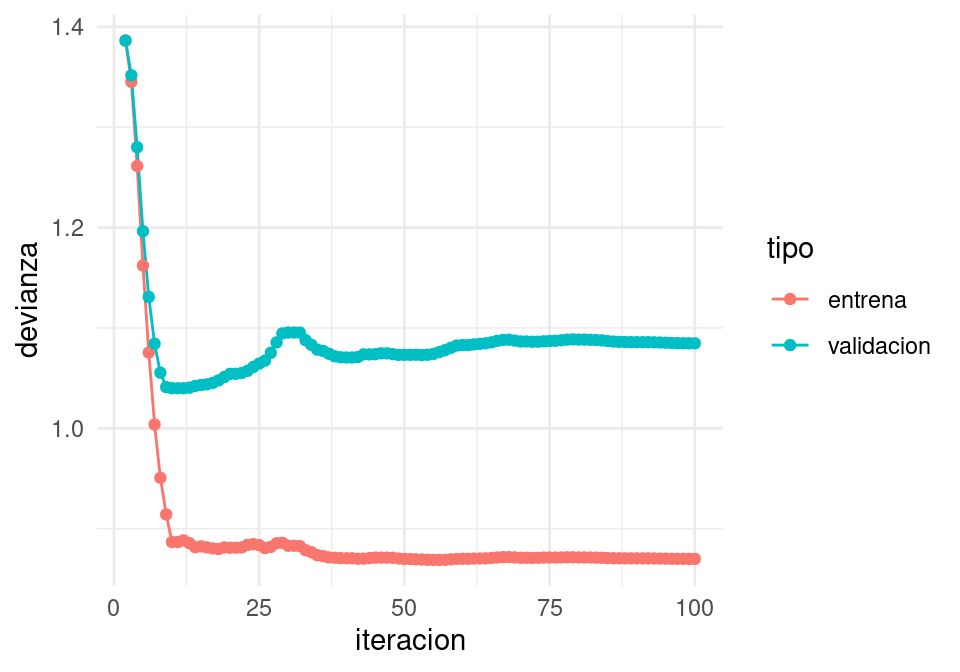 1.4
1.2
1.0
devianza
0 25 50 75 100
iteracion
tipo
entrena
validacion